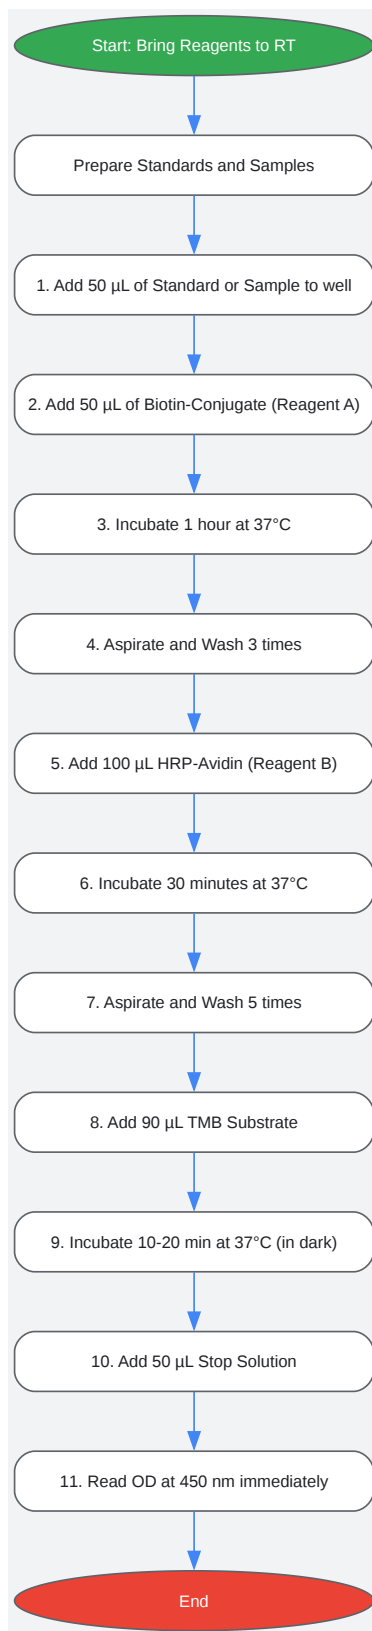 Start: Bring Reagents to RT
Prepare Standards and Samples
1. Add 50 µL of Standard or Sample to well
2. Add 50 µL of Biotin-Conjugate (Reagent A)
3. Incubate 1 hour at 37°C
4. Aspirate and Wash 3 times
5. Add 100 µL HRP-Avidin (Reagent B)
6. Incubate 30 minutes at 37°C
7. Aspirate and Wash 5 times
8. Add 90 µL TMB Substrate
9. Incubate 10-20 min at 37°C (in dark)
10. Add 50 µL Stop Solution
11. Read OD at 450 nm immediately
End